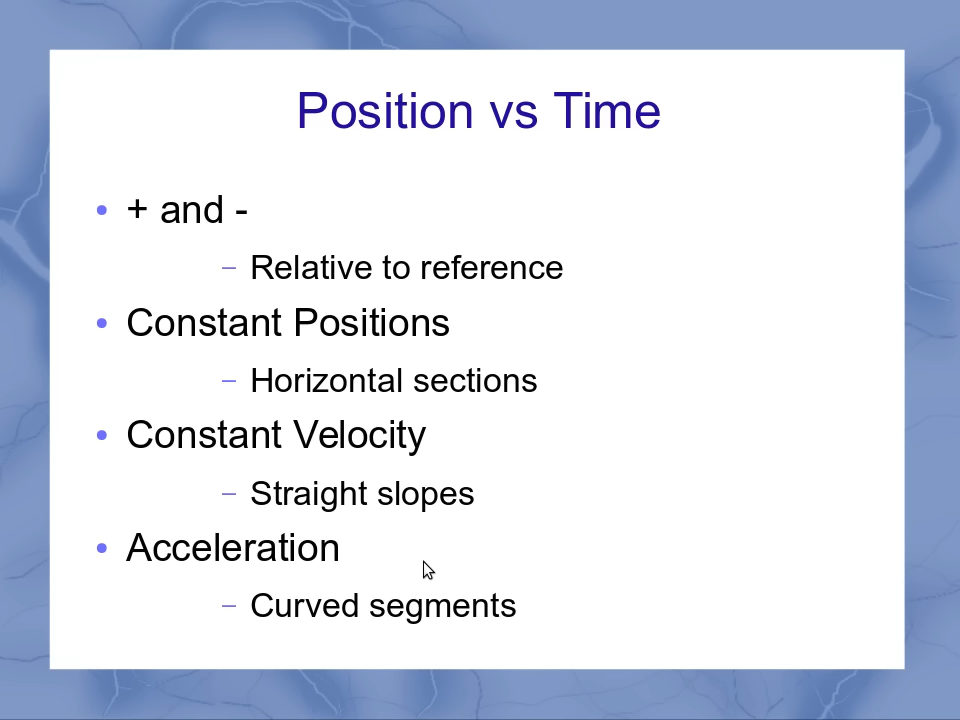 Position vs Time
• + and -
– Relative to reference
• Constant Positions
– Horizontal sections
• Constant Velocity
– Straight slopes
• Acceleration
– Curved segments